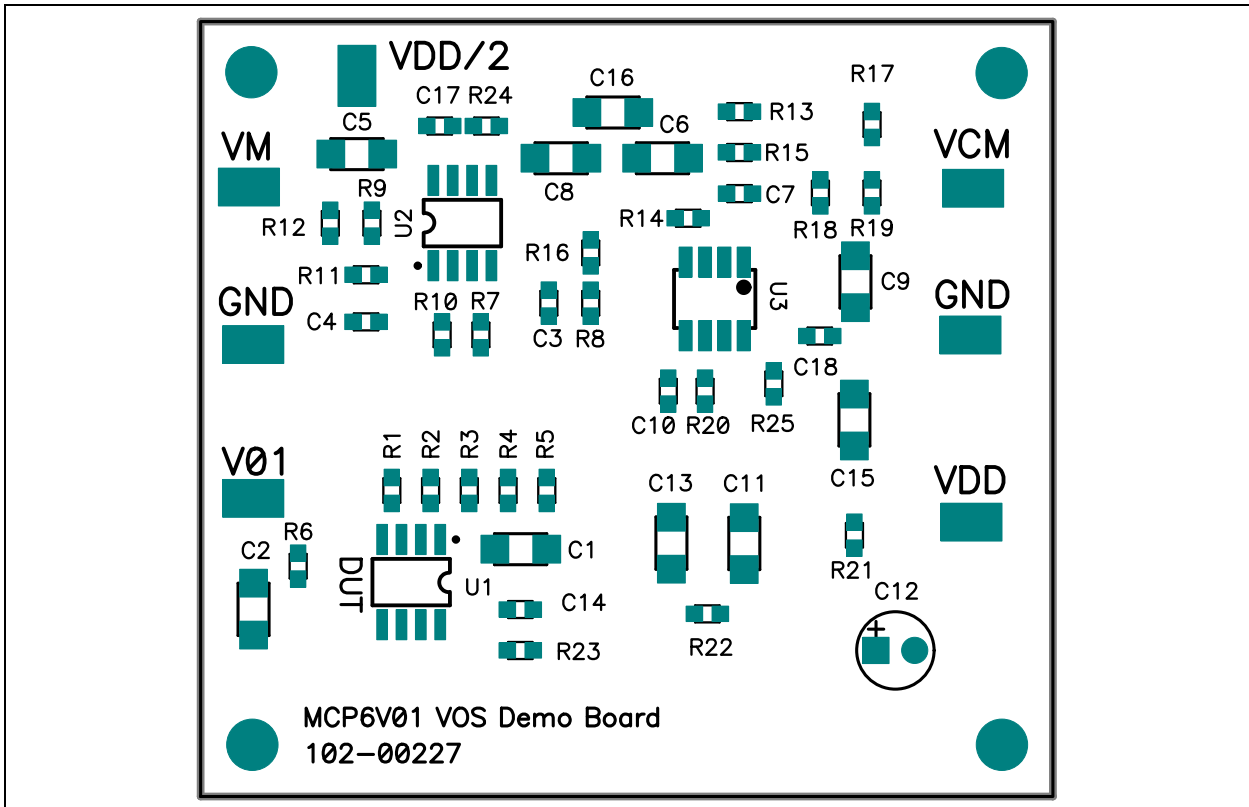 VDD/2
C16
R17
C17 R24
C5
C6
R13
VM
R15
VCM
R9
C8
C7
R12
U2
R14
R18
R19
R11
R16
C9
GND
U3
GND
C4
R10
R7
C3
R8
C18
C10
R20
R25
R1
R2
R3
R4
R5
V01
C13
C11
C15
VDD
R6
C2
C1
DUT
U1
C14
R21
C12
+
R23
R22
MCP6V01 VOS Demo Board
102-00227